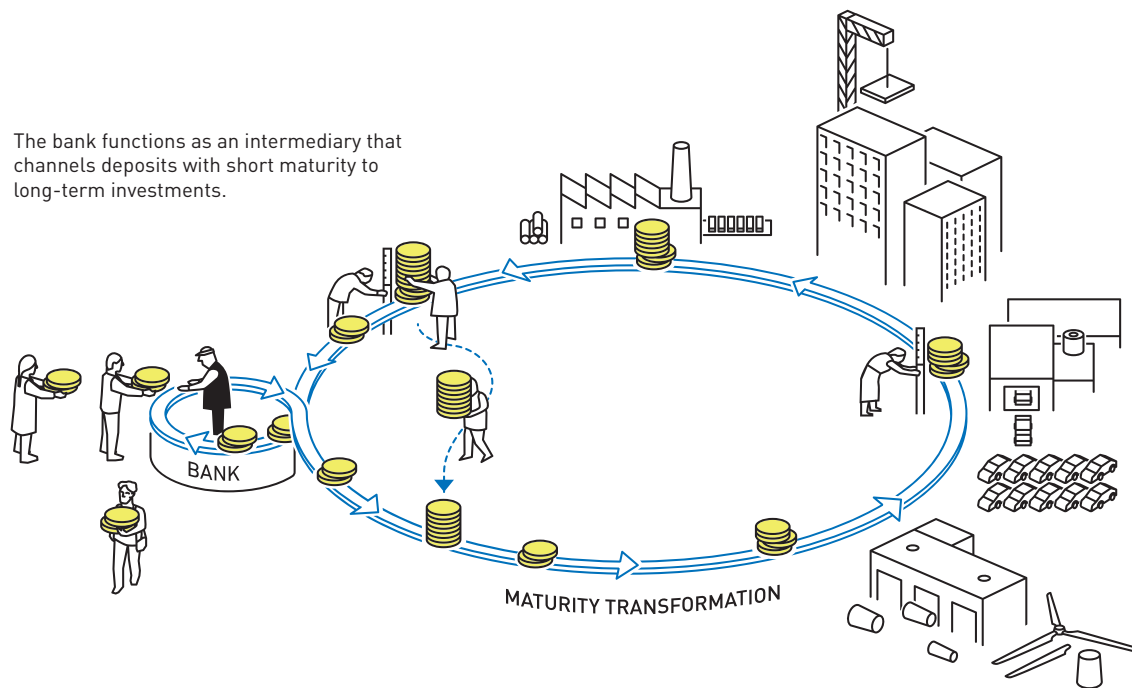 The bank functions as an intermediary that
channels deposits with short maturity to
long-term investments.
BANK
MATURITY TRANSFORMATION